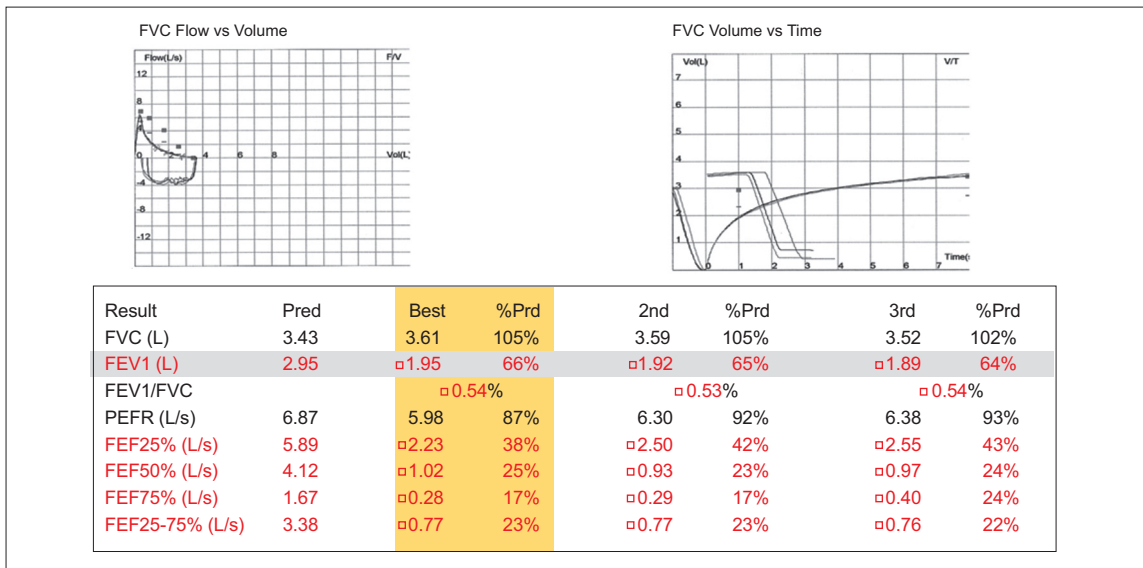 FVC Flow vs Volume
Flow(L/s) F/V
12
8
4
0 2 4 6 8 Vol(L)
-4
-8
-12
FVC Volume vs Time
Vol(L) V/T
7
6
5
4
3
2
1
0 1 2 3 4 5 6 7 Time(s
Result Pred Best %Prd 2nd %Prd 3rd %Prd
FVC (L) 3.43 3.61 105% 3.59 105% 3.52 102%
FEV1 (L) 2.95 □1.95 66% □1.92 65% □1.89 64%
FEV1/FVC □0.54% □0.53% □0.54%
PEFR (L/s) 6.87 5.98 87% 6.30 92% 6.38 93%
FEF25% (L/s) 5.89 □2.23 38% □2.50 42% □2.55 43%
FEF50% (L/s) 4.12 □1.02 25% □0.93 23% □0.97 24%
FEF75% (L/s) 1.67 □0.28 17% □0.29 17% □0.40 24%
FEF25-75% (L/s) 3.38 □0.77 23% □0.77 23% □0.76 22%